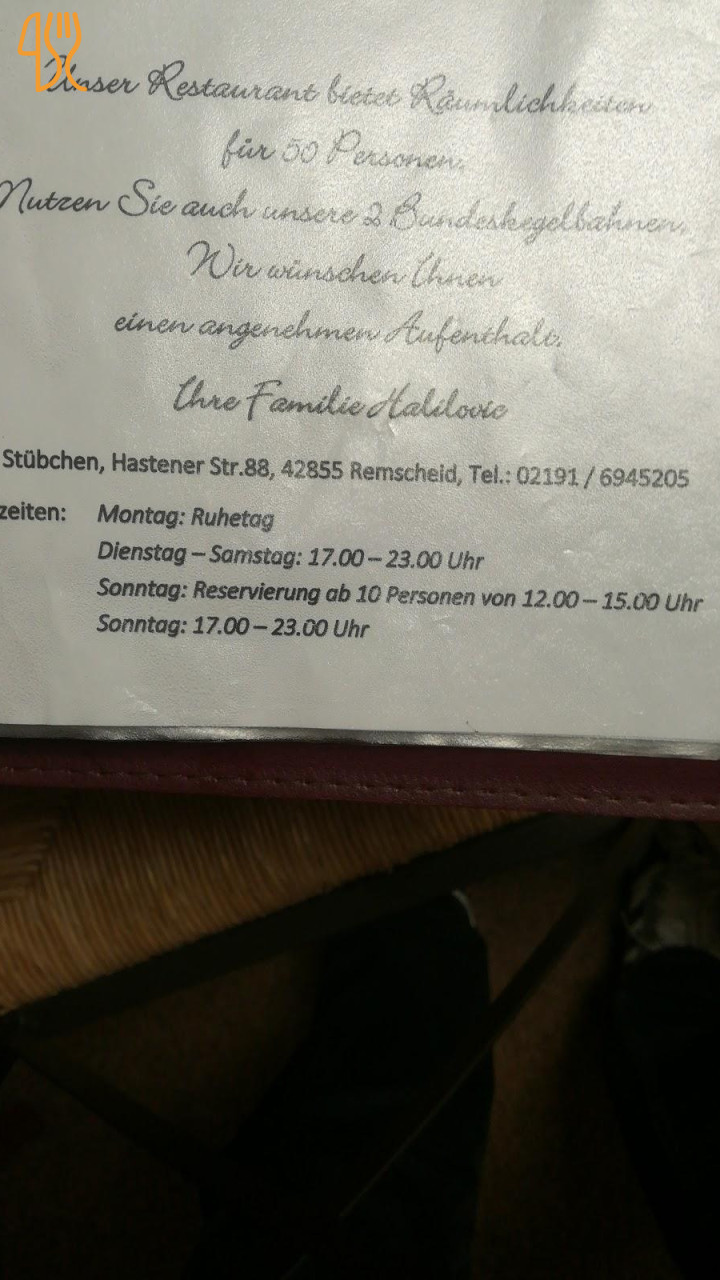 Unser Restaurant bietet Räumlichkeiten
für 50 Personen.
Nutzen Sie auch unsere 2 Bundeskegelbahnen.
Wir wünschen Ihnen
einen angenehmen Aufenthalt.
Ihre Familie Halilovic
Stübchen, Hastener Str.88, 42855 Remscheid, Tel.: 02191 / 6945205
zeiten: Montag: Ruhetag
Dienstag – Samstag: 17.00 – 23.00 Uhr
Sonntag: Reservierung ab 10 Personen von 12.00 – 15.00 Uhr
Sonntag: 17.00 – 23.00 Uhr